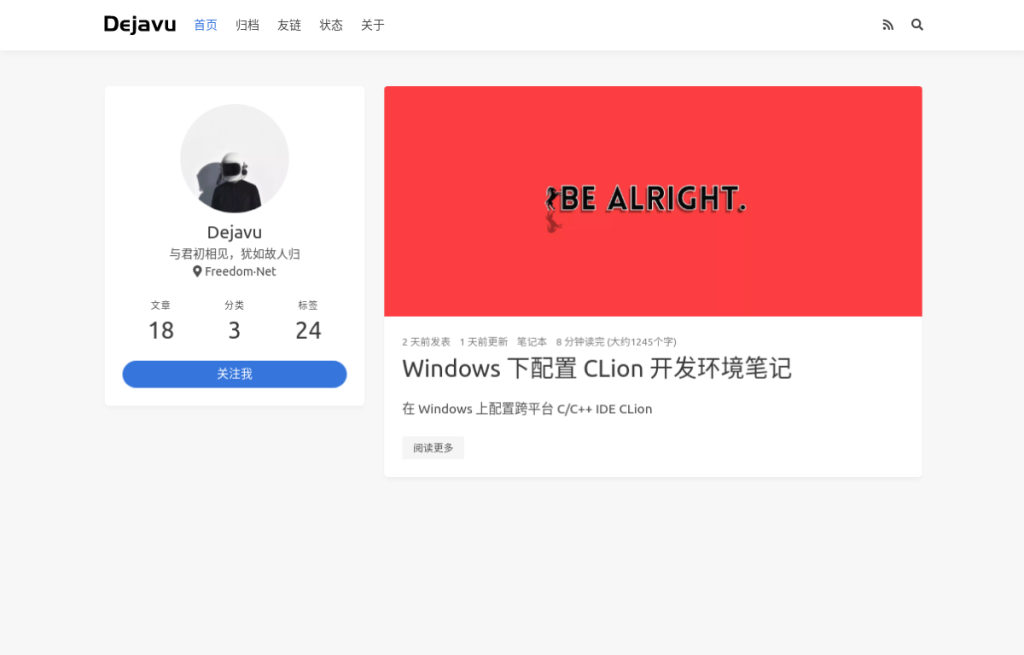 Dejavu 首页 归档 友链 状态 关于
Dejavu
与君初相见，犹如故人归
Freedom-Net
文章 分类 标签
18 3 24
关注我
BE ALRIGHT.
2 天前发表 1 天前更新 笔记本 8 分钟读完 (大约1245个字)
Windows 下配置 CLion 开发环境笔记
在 Windows 上配置跨平台 C/C++ IDE CLion
阅读更多